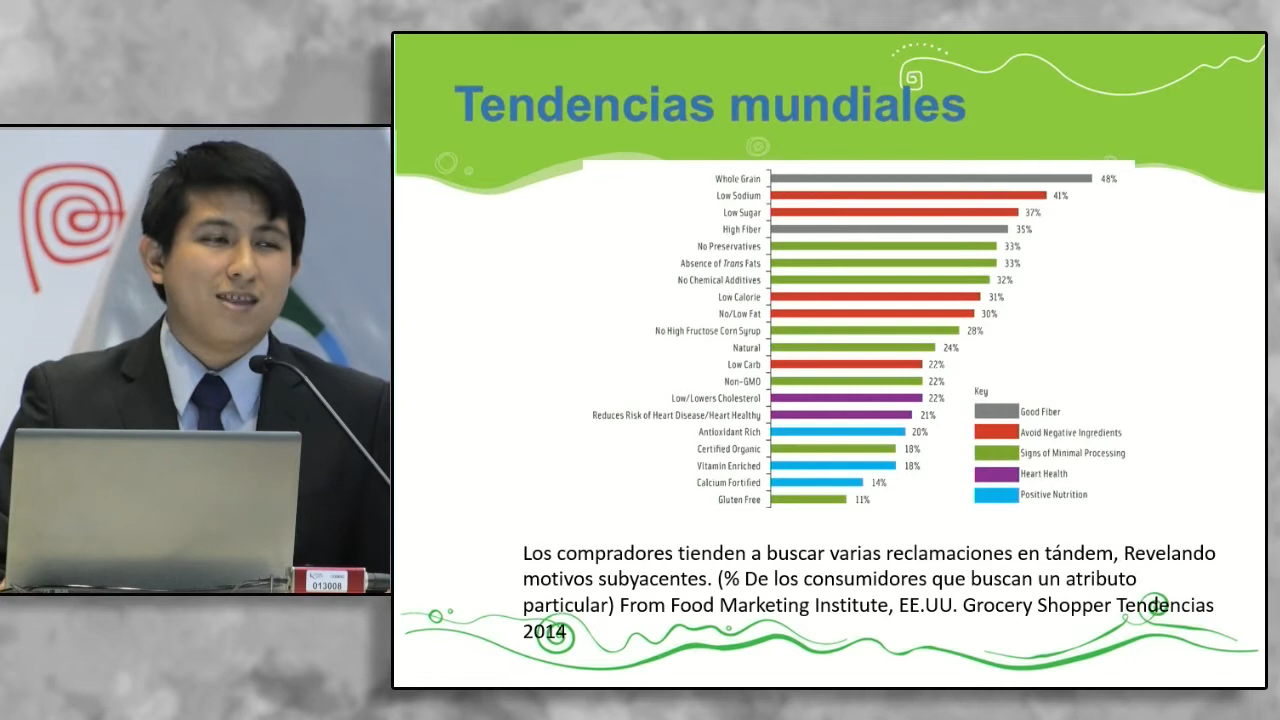 Tendencias mundiales
Whole Grain 48%
Low Sodium 41%
Low Sugar 37%
High Fiber 35%
No Preservatives 33%
Absence of Trans Fats 33%
No Chemical Additives 32%
Low Calorie 31%
No/Low Fat 30%
No High Fructose Corn Syrup 28%
Natural 24%
Low Carb 22%
Non-GMO 22%
Low/Lowers Cholesterol 22%
Reduces Risk of Heart Disease/Heart Healthy 21%
Antioxidant Rich 20%
Certified Organic 18%
Vitamin Enriched 18%
Calcium Fortified 14%
Gluten Free 11%
Key
Good Fiber
Avoid Negative Ingredients
Signs of Minimal Processing
Heart Health
Positive Nutrition
Los compradores tienden a buscar varias reclamaciones en tándem, Revelando
motivos subyacentes. (% De los consumidores que buscan un atributo
particular) From Food Marketing Institute, EE.UU. Grocery Shopper Tendencias
2014
013008